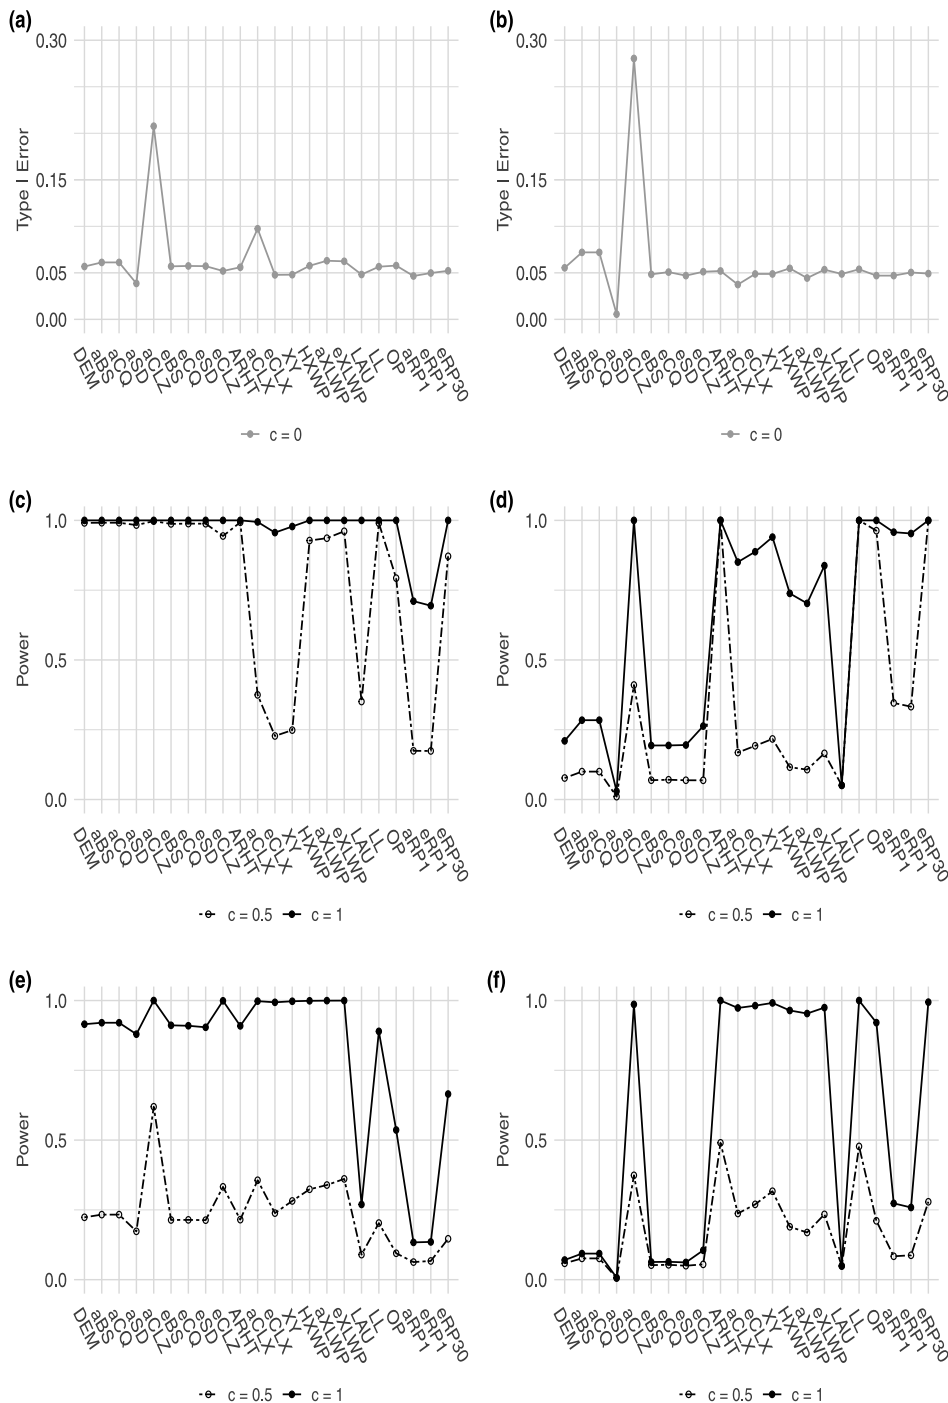 (a)
(b)
0.30
0.15
0.05
0.00
Type I Error
DEM aBS aCQ aSD aCLZ eBS eCQ eSD eCLZ ARHT aCLX eCLX XY HXWP aXLWP eXLWP LAU LL OP aRP1 eRP1 eRP30
c = 0
0.30
0.15
0.05
0.00
Type I Error
DEM aBS aCQ aSD aCLZ eBS eCQ eSD eCLZ ARHT aCLX eCLX XY HXWP aXLWP eXLWP LAU LL OP aRP1 eRP1 eRP30
c = 0
(c)
(d)
1.0
0.5
0.0
Power
DEM aBS aCQ aSD aCLZ eBS eCQ eSD eCLZ ARHT aCLX eCLX XY HXWP aXLWP eXLWP LAU LL OP aRP1 eRP1 eRP30
c = 0.5 c = 1
1.0
0.5
0.0
Power
DEM aBS aCQ aSD aCLZ eBS eCQ eSD eCLZ ARHT aCLX eCLX XY HXWP aXLWP eXLWP LAU LL OP aRP1 eRP1 eRP30
c = 0.5 c = 1
(e)
(f)
1.0
0.5
0.0
Power
DEM aBS aCQ aSD aCLZ eBS eCQ eSD eCLZ ARHT aCLX eCLX XY HXWP aXLWP eXLWP LAU LL OP aRP1 eRP1 eRP30
c = 0.5 c = 1
1.0
0.5
0.0
Power
DEM aBS aCQ aSD aCLZ eBS eCQ eSD eCLZ ARHT aCLX eCLX XY HXWP aXLWP eXLWP LAU LL OP aRP1 eRP1 eRP30
c = 0.5 c = 1